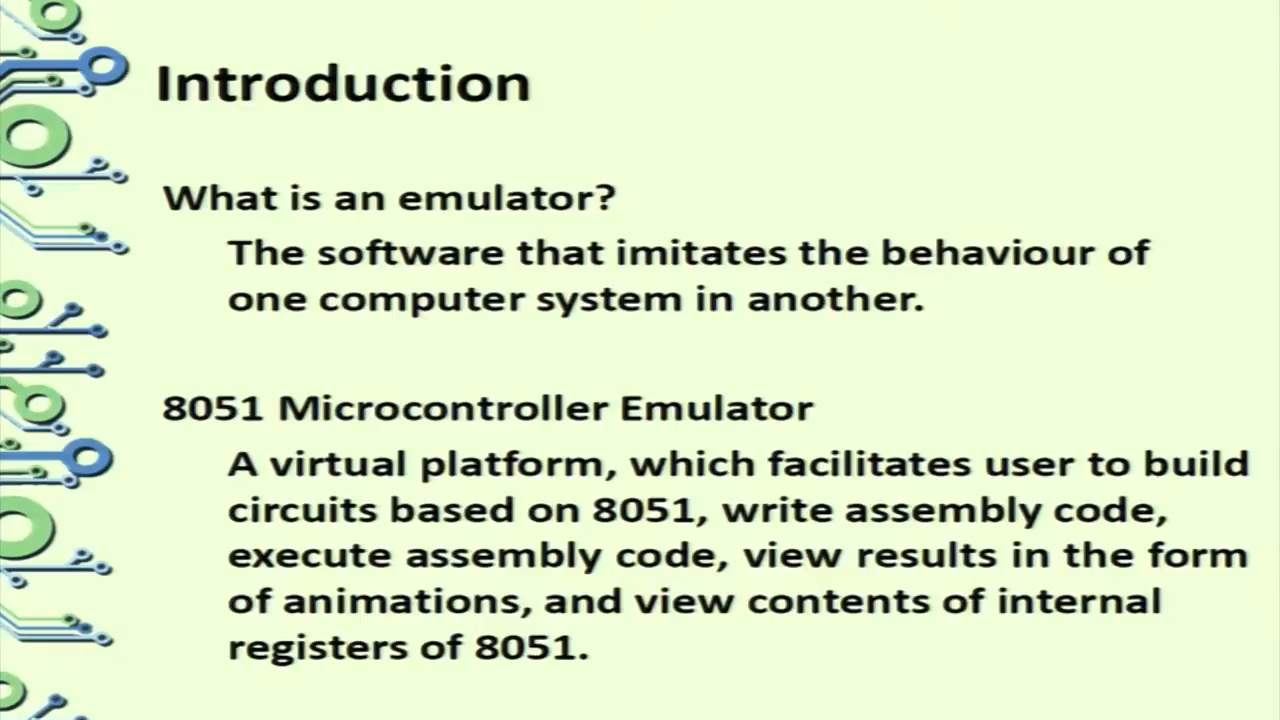 Introduction
What is an emulator?
The software that imitates the behaviour of
one computer system in another.
8051 Microcontroller Emulator
A virtual platform, which facilitates user to build
circuits based on 8051, write assembly code,
execute assembly code, view results in the form
of animations, and view contents of internal
registers of 8051.